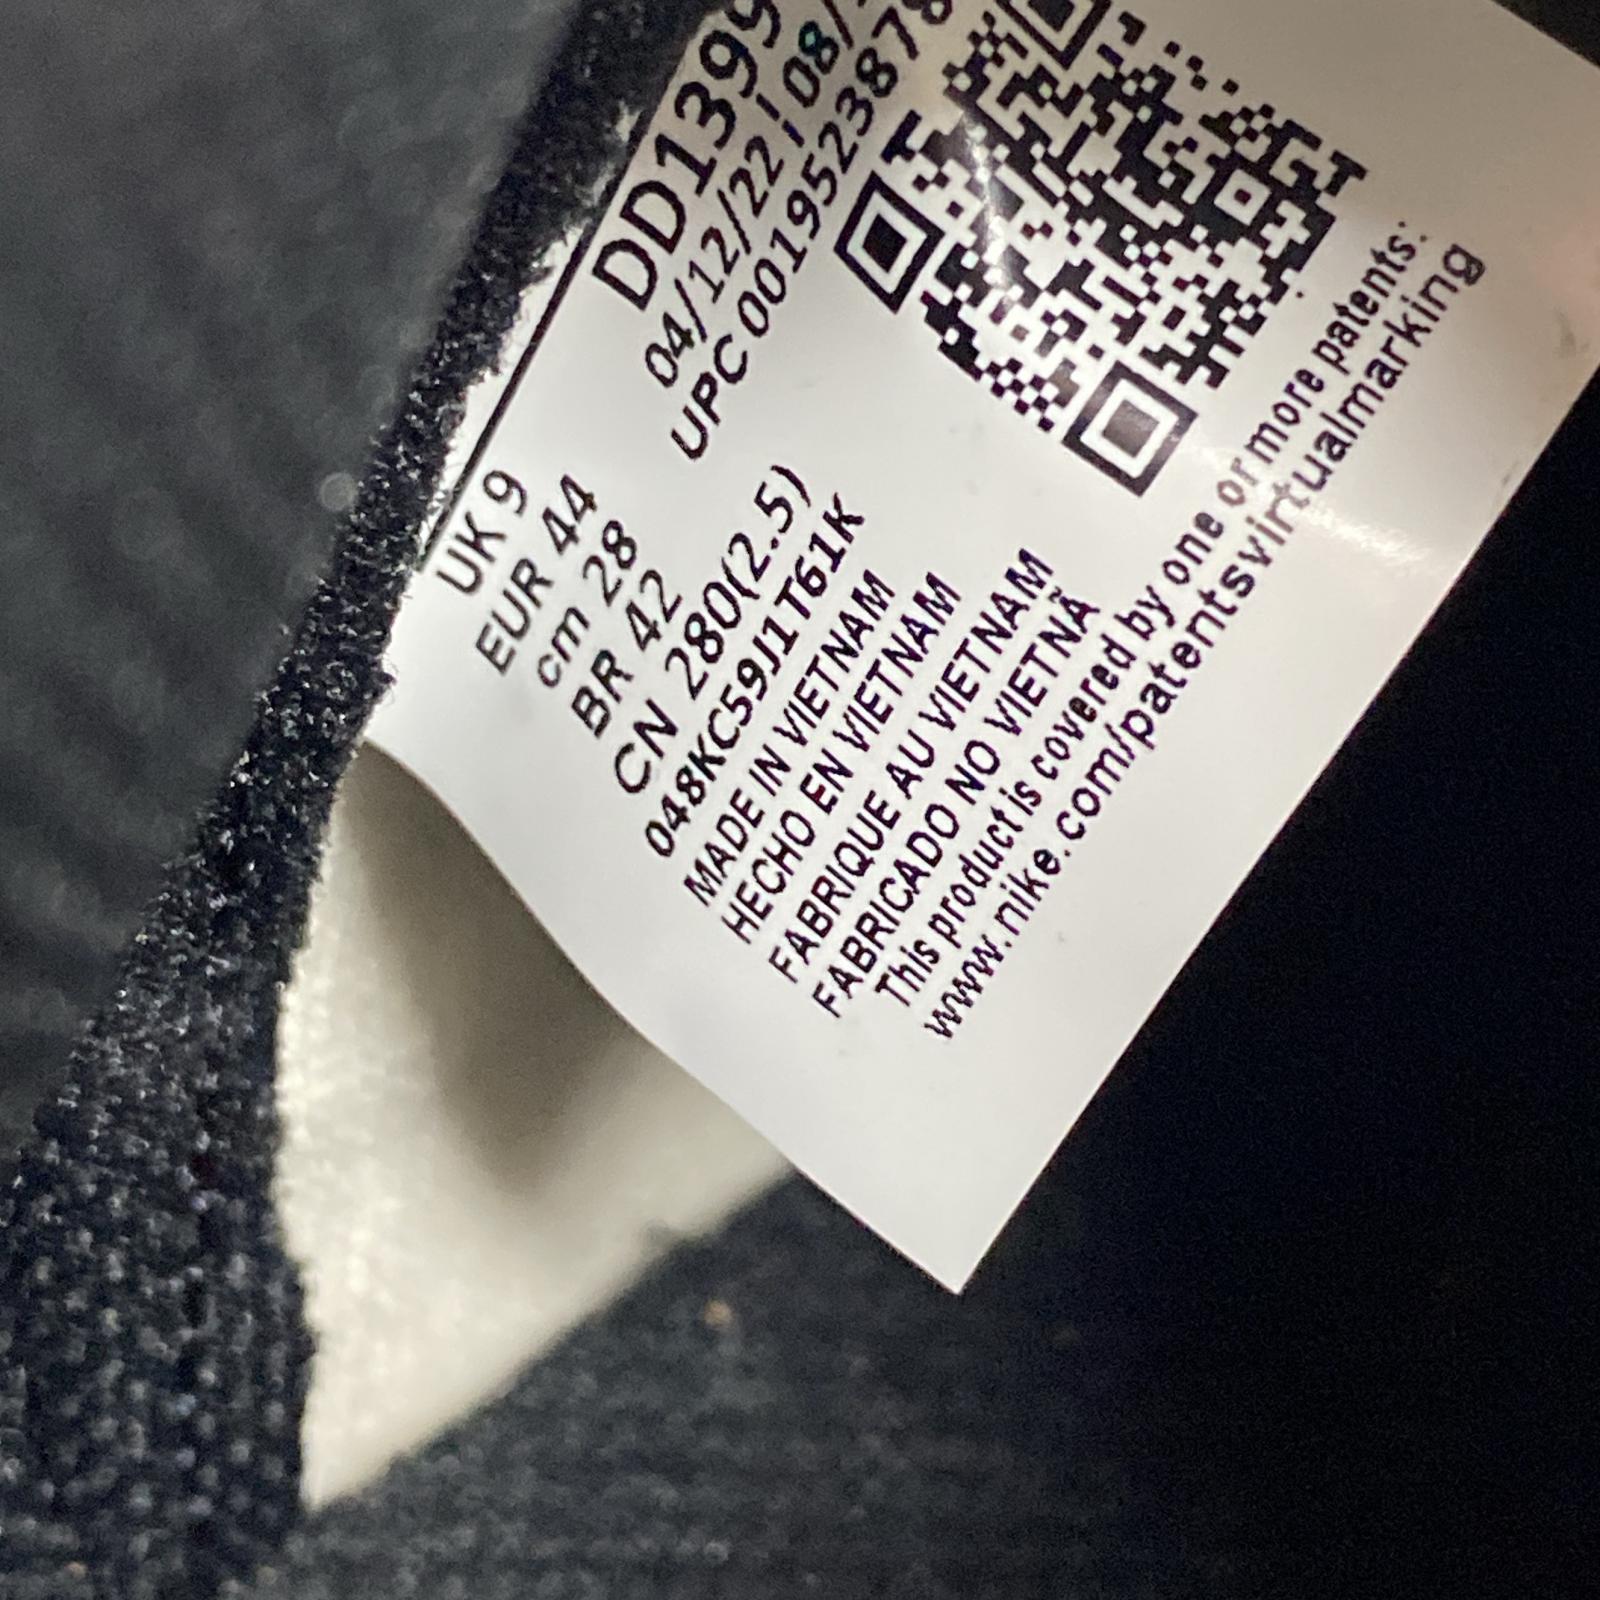 UK 9
EUR 44
cm 28
BR 42
CN 280(2.5)
048KC59J1T61K
MADE IN VIETNAM
HECHO EN VIETNAM
FABRIQUE AU VIETNAM
FABRICADO NO VIETNÃ
This product is covered by one or more patents:
www.nike.com/patentsvirtualmarking
DD1399
04/12/22 | 08/
UPC 0019523878